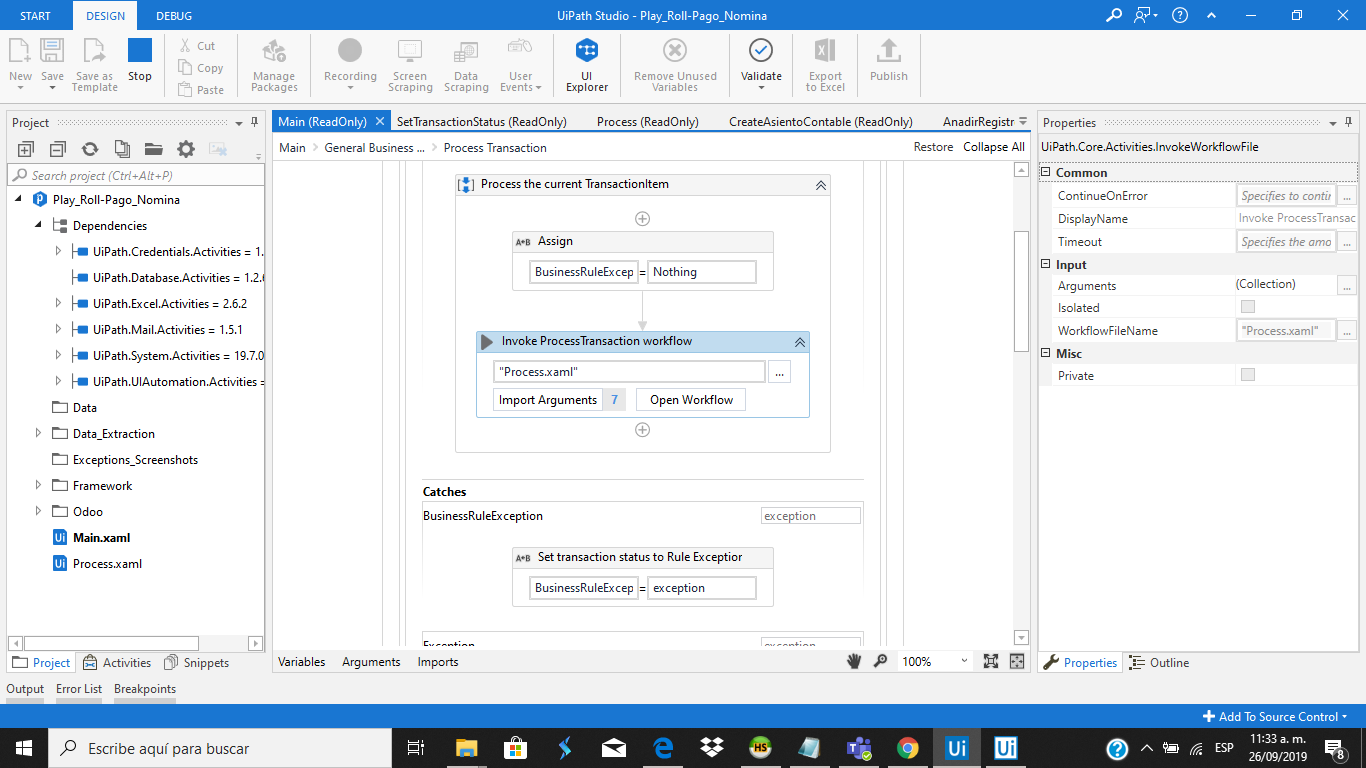 START DESIGN DEBUG UiPath Studio - Play_Roll-Pago_Nomina
New Save Save as Template Stop Cut Copy Paste Manage Packages Recording Screen Scraping Data Scraping User Events UI Explorer Remove Unused Variables Validate Export to Excel Publish
Project
Search project (Ctrl+Alt+P)
Play_Roll-Pago_Nomina
Dependencies
UiPath.Credentials.Activities = 1.
UiPath.Database.Activities = 1.2.
UiPath.Excel.Activities = 2.6.2
UiPath.Mail.Activities = 1.5.1
UiPath.System.Activities = 19.7.0
UiPath.UIAutomation.Activities =
Data
Data_Extraction
Exceptions_Screenshots
Framework
Odoo
Main.xaml
Process.xaml
Project Activities Snippets
Output Error List Breakpoints
Main (ReadOnly) SetTransactionStatus (ReadOnly) Process (ReadOnly) CreateAsientoContable (ReadOnly) AnadirRegistr
Main General Business ... Process Transaction Restore Collapse All
Process the current TransactionItem
A+B Assign
BusinessRuleExcep = Nothing
Invoke ProcessTransaction workflow
"Process.xaml" ...
Import Arguments 7 Open Workflow
Catches
BusinessRuleException exception
A+B Set transaction status to Rule Exceptior
BusinessRuleExcep = exception
Exception exception
Variables Arguments Imports 100%
Properties
UiPath.Core.Activities.InvokeWorkflowFile
Common
ContinueOnError Specifies to contin ...
DisplayName Invoke ProcessTransac
Timeout Specifies the amo ...
Input
Arguments (Collection) ...
Isolated
WorkflowFileName "Process.xaml" ...
Misc
Private
Properties Outline
Add To Source Control
Escribe aquí para buscar
HS Ui Ui
ESP
11:33 a. m.
26/09/2019
8